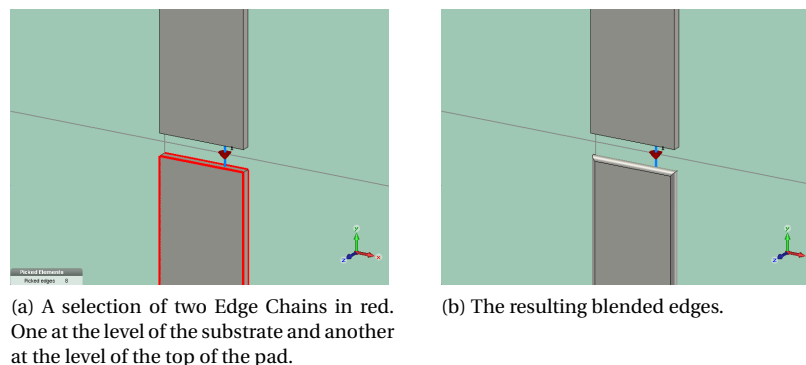 y
x
z
Picked Elements
Picked edges 8
y
z
(a) A selection of two Edge Chains in red.
One at the level of the substrate and another
at the level of the top of the pad.
(b) The resulting blended edges.